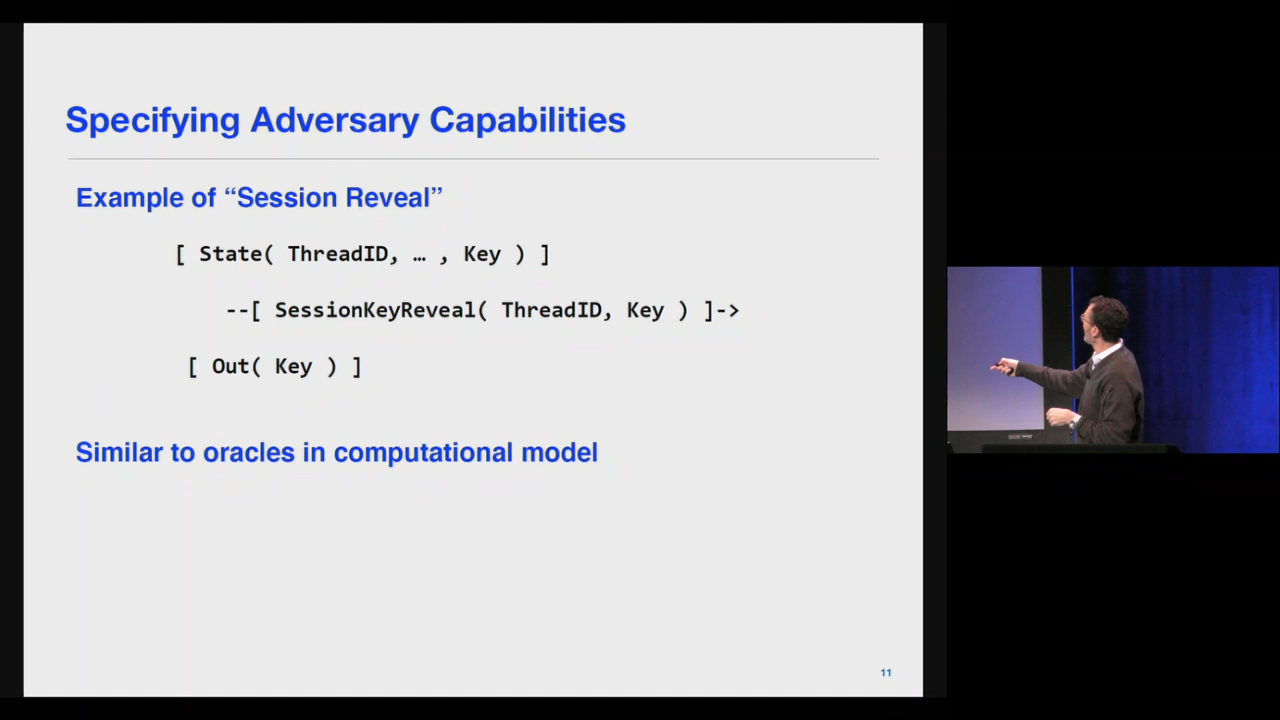 Specifying Adversary Capabilities
Example of “Session Reveal”
[ State( ThreadID, … , Key ) ]
--[ SessionKeyReveal( ThreadID, Key ) ]->
[ Out( Key ) ]
Similar to oracles in computational model
11